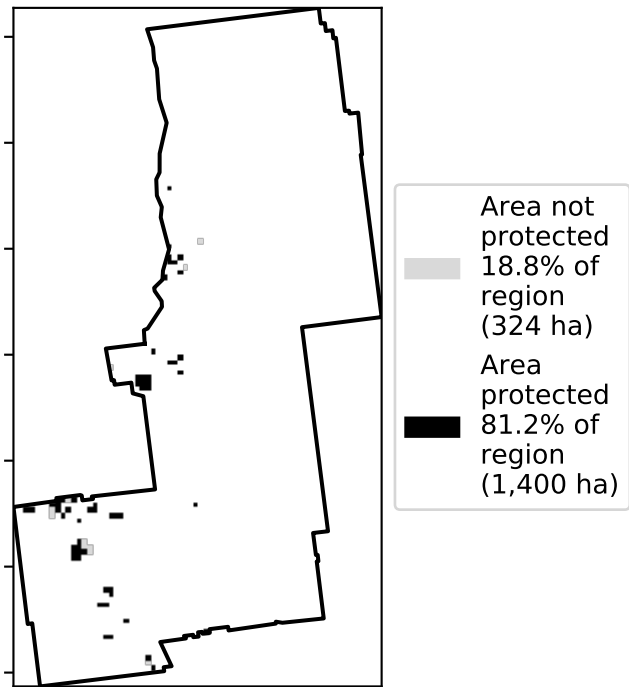 Area not
protected
18.8% of
region
(324 ha)
Area
protected
81.2% of
region
(1,400 ha)